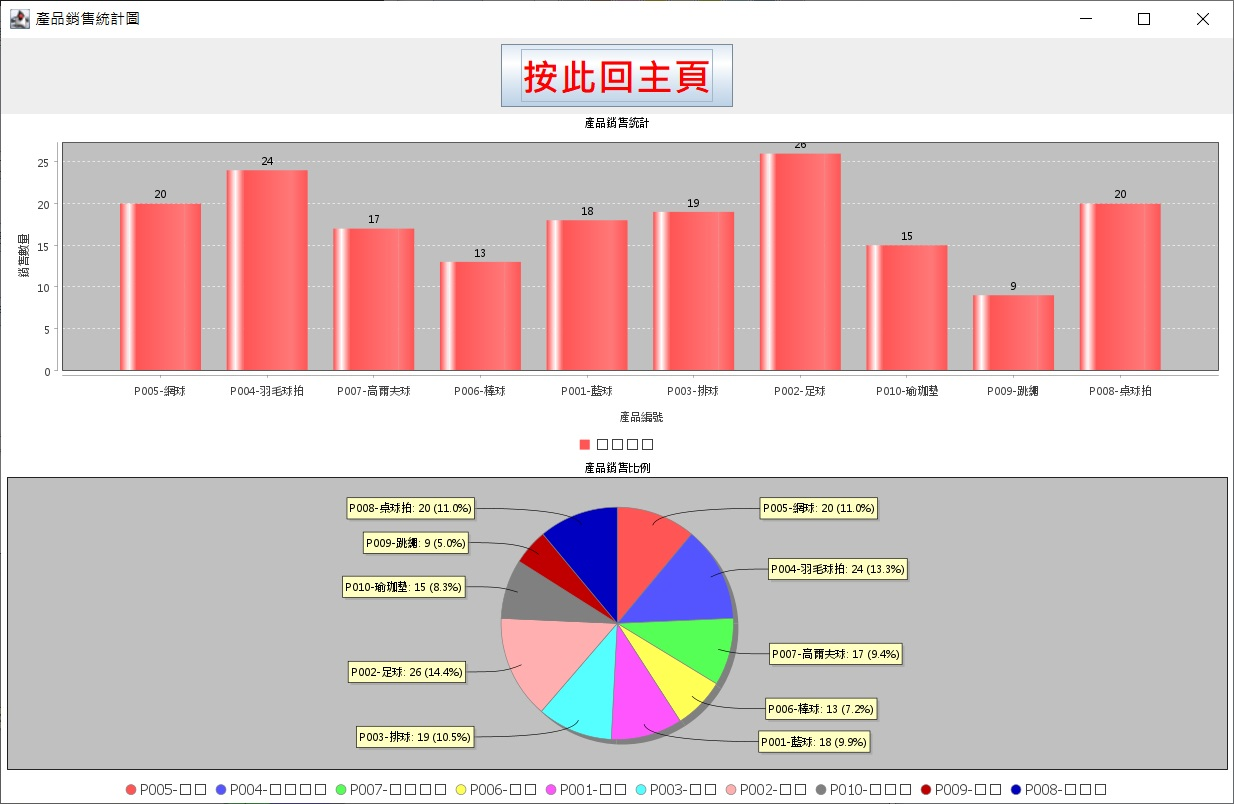 產品銷售統計圖
按此回主頁
產品銷售統計
銷售數量
25
20
15
10
5
0
20
24
17
13
18
19
26
15
9
20
P005-網球
P004-羽毛球拍
P007-高爾夫球
P006-棒球
P001-藍球
P003-排球
P002-足球
P010-瑜珈墊
P009-跳繩
P008-桌球拍
產品編號
□□□□
產品銷售比例
P008-桌球拍: 20 (11.0%)
P005-網球: 20 (11.0%)
P009-跳繩: 9 (5.0%)
P004-羽毛球拍: 24 (13.3%)
P010-瑜珈墊: 15 (8.3%)
P007-高爾夫球: 17 (9.4%)
P002-足球: 26 (14.4%)
P006-棒球: 13 (7.2%)
P003-排球: 19 (10.5%)
P001-藍球: 18 (9.9%)
P005-□□ P004-□□□□ P007-□□□□ P006-□□ P001-□□ P003-□□ P002-□□ P010-□□□ P009-□□ P008-□□□